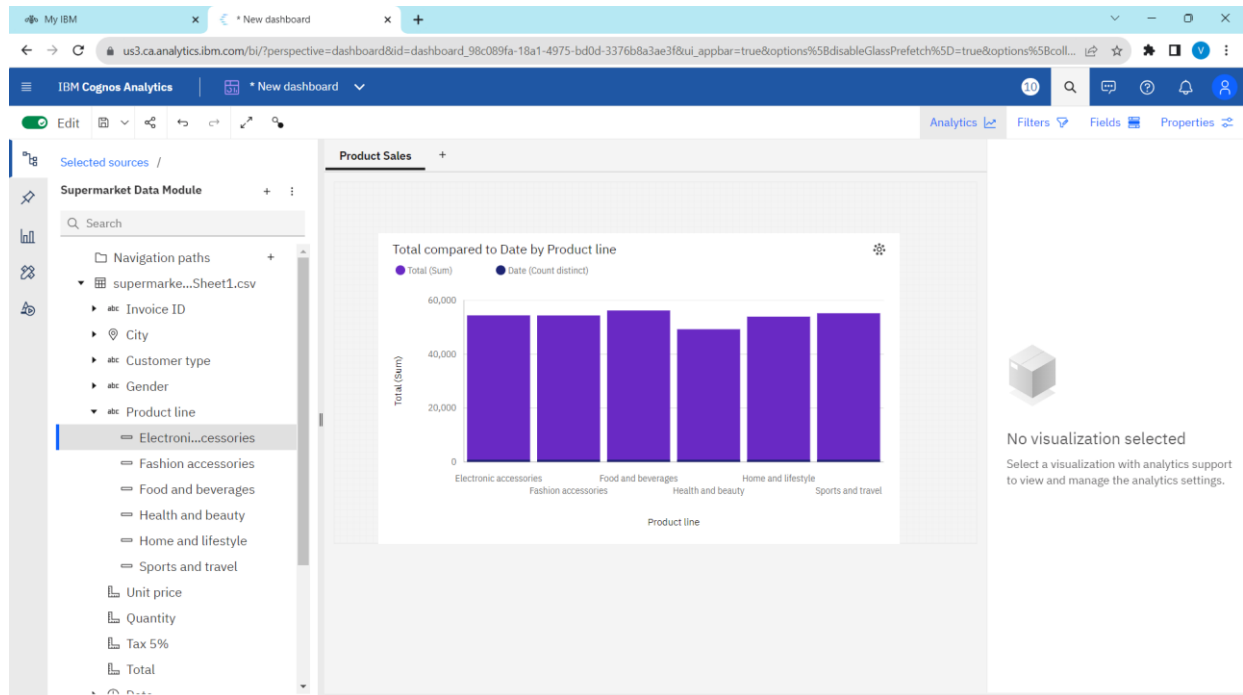 My IBM
* New dashboard
us3.ca.analytics.ibm.com/bi/?perspective=dashboard&id=dashboard_98c089fa-18a1-4975-bd0d-3376b8a3ae3f&ui_appbar=true&options%5BdisableGlassPrefetch%5D=true&options%5Bcoll...
V
IBM Cognos Analytics
* New dashboard
10
Edit
Analytics
Filters
Fields
Properties
Selected sources /
Supermarket Data Module
Search
Navigation paths
supermarke...Sheet1.csv
abc Invoice ID
City
abc Customer type
abc Gender
abc Product line
Electroni...cessories
Fashion accessories
Food and beverages
Health and beauty
Home and lifestyle
Sports and travel
Unit price
Quantity
Tax 5%
Total
Product Sales
Total compared to Date by Product line
Total (Sum)
Date (Count distinct)
Total (Sum)
60,000
40,000
20,000
0
Electronic accessories
Fashion accessories
Food and beverages
Health and beauty
Home and lifestyle
Sports and travel
Product line
No visualization selected
Select a visualization with analytics support
to view and manage the analytics settings.